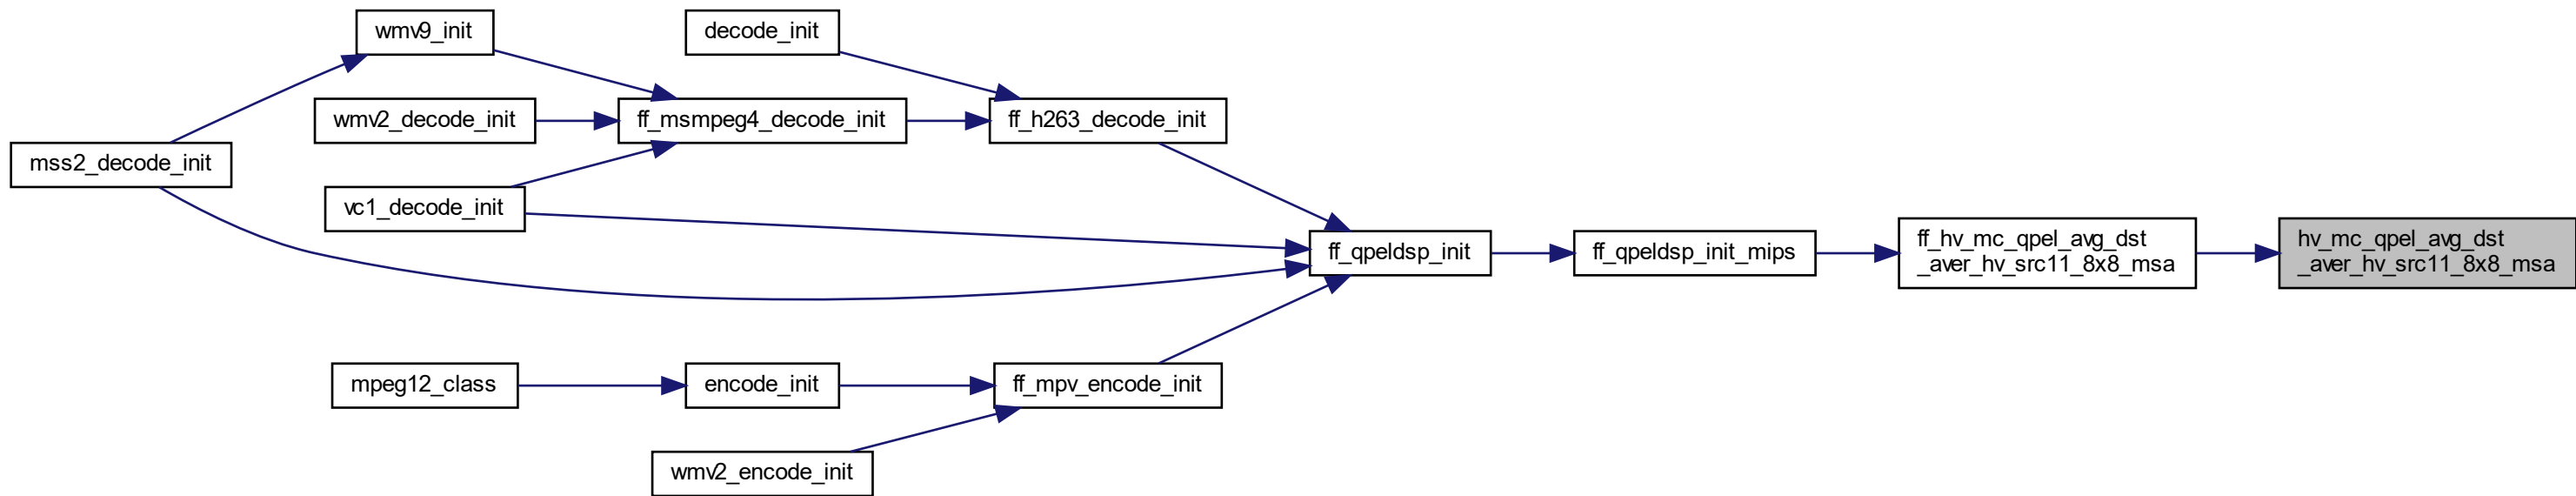 wmv9_init
decode_init
wmv2_decode_init
ff_msmpeg4_decode_init
ff_h263_decode_init
mss2_decode_init
vc1_decode_init
ff_qpeldsp_init
ff_qpeldsp_init_mips
ff_hv_mc_qpel_avg_dst
_aver_hv_src11_8x8_msa
hv_mc_qpel_avg_dst
_aver_hv_src11_8x8_msa
mpeg12_class
encode_init
ff_mpv_encode_init
wmv2_encode_init